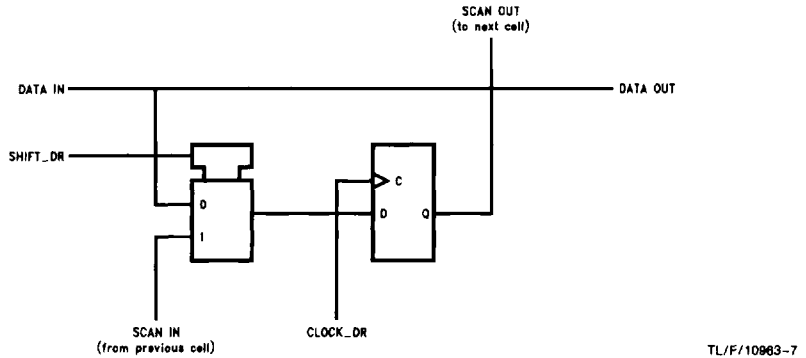 SCAN OUT
(to next cell)
DATA IN
DATA OUT
SHIFT_DR
C
0
D
Q
1
SCAN IN
(from previous cell)
CLOCK_DR
TL/F/10963-7